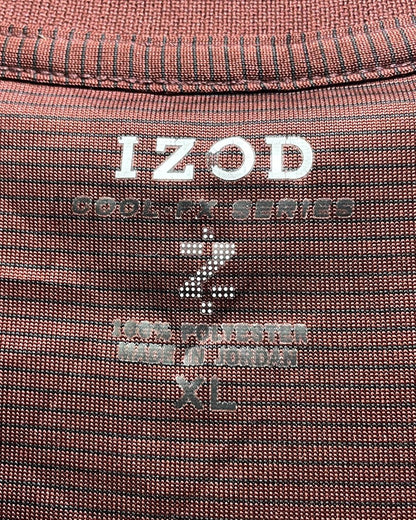 IZOD
COOL FX SERIES
Z
100% POLYESTER
MADE IN JORDAN
XL